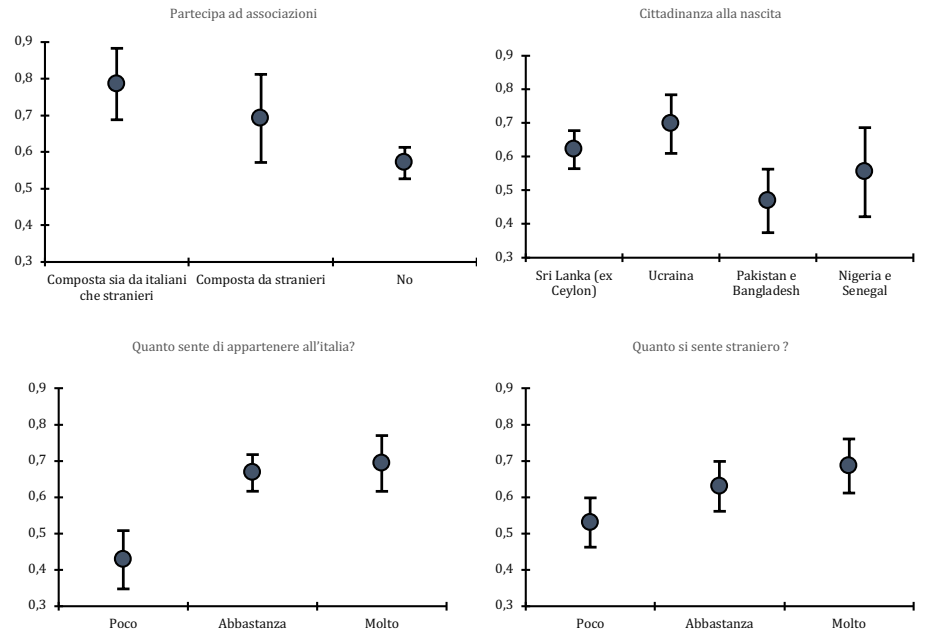 Partecipa ad associazioni
0,9
0,8
0,7
0,6
0,5
0,4
0,3
Composta sia da italiani che stranieri
Composta da stranieri
No
Cittadinanza alla nascita
0,9
0,8
0,7
0,6
0,5
0,4
0,3
Sri Lanka (ex Ceylon)
Ucraina
Pakistan e Bangladesh
Nigeria e Senegal
Quanto sente di appartenere all'italia?
0,9
0,8
0,7
0,6
0,5
0,4
0,3
Poco
Abbastanza
Molto
Quanto si sente straniero ?
0,9
0,8
0,7
0,6
0,5
0,4
0,3
Poco
Abbastanza
Molto